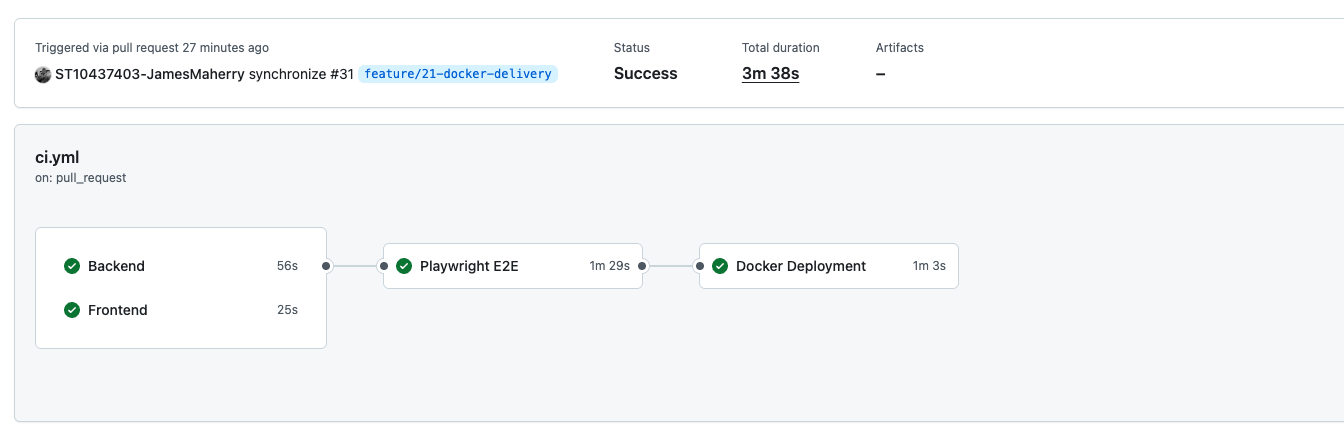 Triggered via pull request 27 minutes ago
ST10437403-JamesMaherry synchronize #31 feature/21-docker-delivery
Status
Success
Total duration
3m 38s
Artifacts
–
ci.yml
on: pull_request
Backend 56s
Frontend 25s
Playwright E2E 1m 29s
Docker Deployment 1m 3s